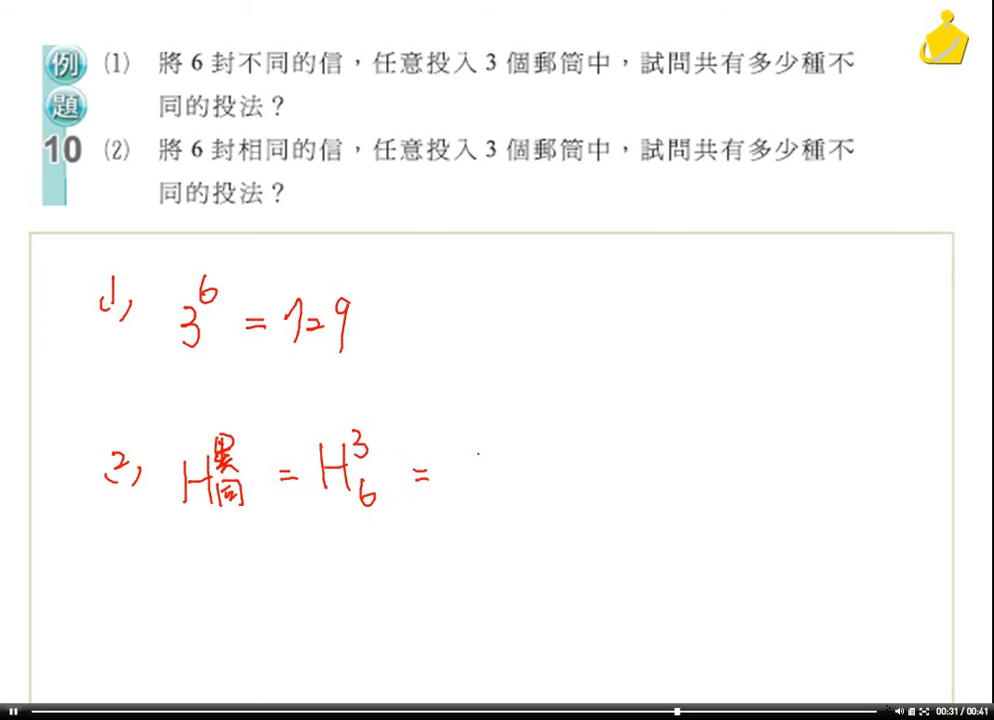 例題10 (1) 將 6 封不同的信，任意投入 3 個郵筒中，試問共有多少種不
同的投法？
(2) 將 6 封相同的信，任意投入 3 個郵筒中，試問共有多少種不
同的投法？
(1) 3^6 = 729
(2) H^異_同 = H^3_6 =
00:31 / 00:41